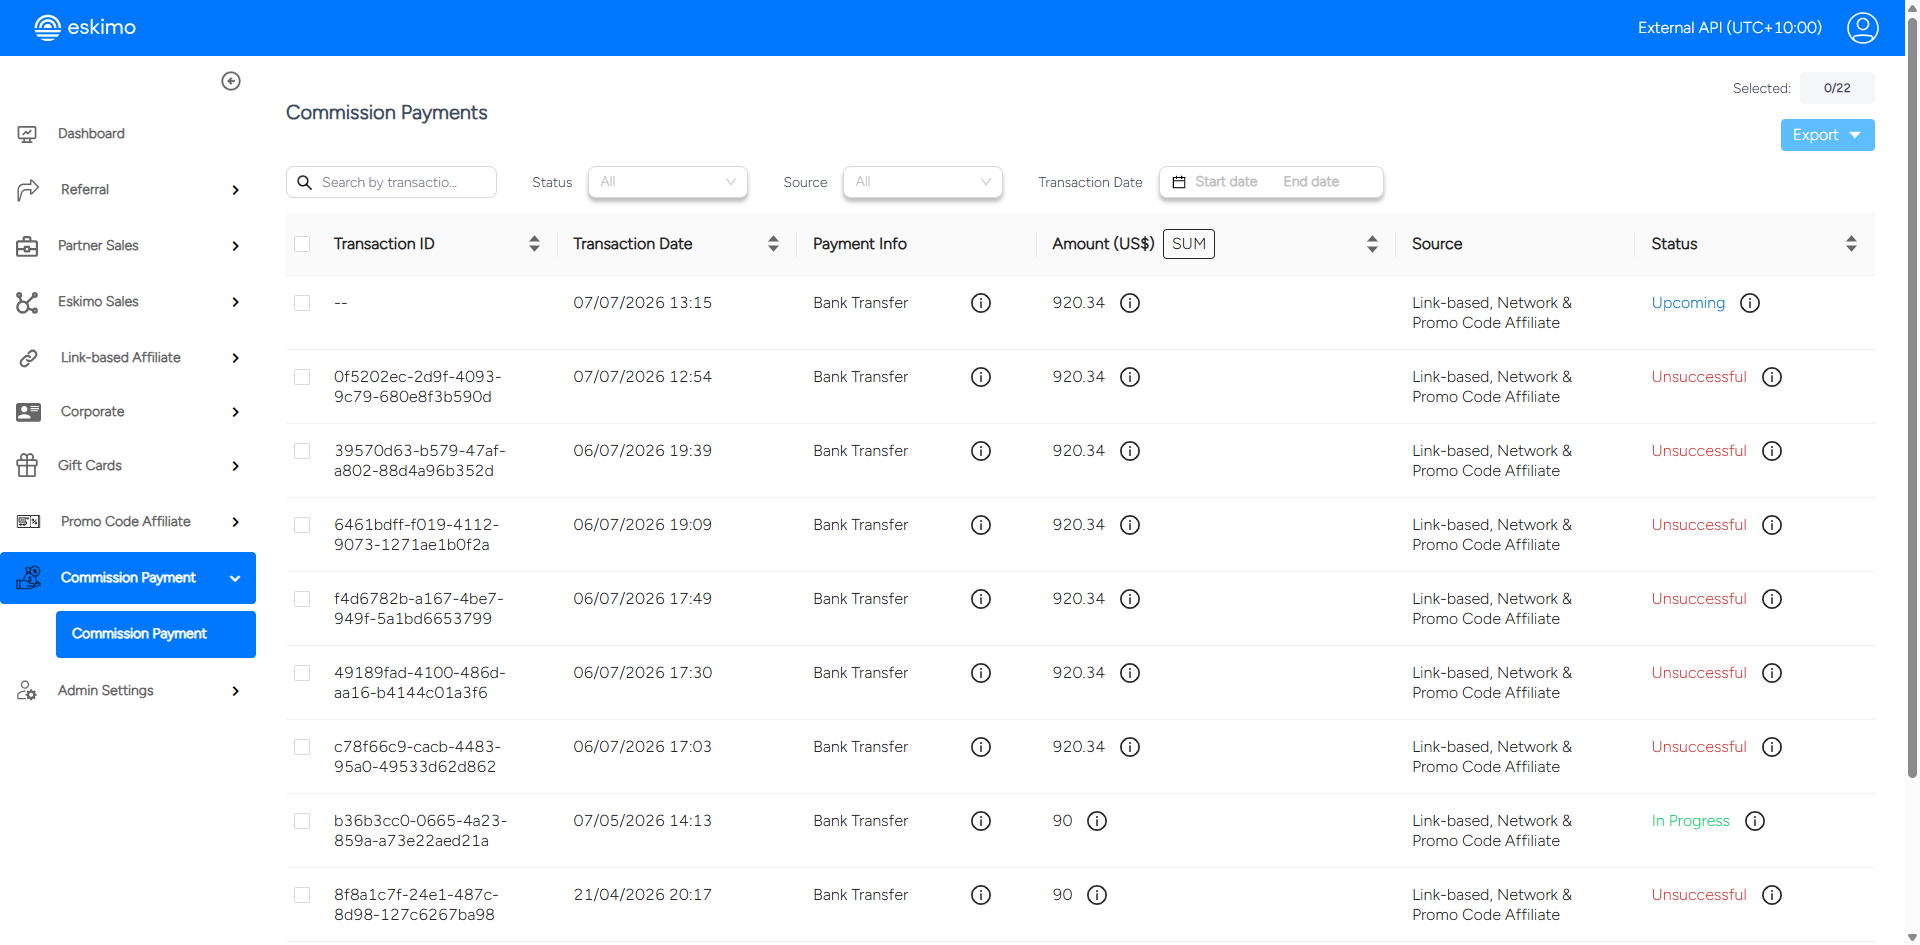 eskimo
External API (UTC+10:00)
Selected: 0/22
Commission Payments
Export
Dashboard
Referral
Partner Sales
Eskimo Sales
Link-based Affiliate
Corporate
Gift Cards
Promo Code Affiliate
Commission Payment
Commission Payment
Admin Settings
Search by transactio... Status All Source All Transaction Date Start date End date
Transaction ID Transaction Date Payment Info Amount (US$) SUM Source Status
-- 07/07/2026 13:15 Bank Transfer 920.34 Link-based, Network & Upcoming
Promo Code Affiliate
0f5202ec-2d9f-4093- 07/07/2026 12:54 Bank Transfer 920.34 Link-based, Network & Unsuccessful
9c79-680e8f3b590d Promo Code Affiliate
39570d63-b579-47af- 06/07/2026 19:39 Bank Transfer 920.34 Link-based, Network & Unsuccessful
a802-88d4a96b352d Promo Code Affiliate
6461bdff-f019-4112- 06/07/2026 19:09 Bank Transfer 920.34 Link-based, Network & Unsuccessful
9073-1271ae1b0f2a Promo Code Affiliate
f4d6782b-a167-4be7- 06/07/2026 17:49 Bank Transfer 920.34 Link-based, Network & Unsuccessful
949f-5a1bd6653799 Promo Code Affiliate
49189fad-4100-486d- 06/07/2026 17:30 Bank Transfer 920.34 Link-based, Network & Unsuccessful
aa16-b4144c01a3f6 Promo Code Affiliate
c78f66c9-cacb-4483- 06/07/2026 17:03 Bank Transfer 920.34 Link-based, Network & Unsuccessful
95a0-49533d62d862 Promo Code Affiliate
b36b3cc0-0665-4a23- 07/05/2026 14:13 Bank Transfer 90 Link-based, Network & In Progress
859a-a73e22aed21a Promo Code Affiliate
8f8a1c7f-24e1-487c- 21/04/2026 20:17 Bank Transfer 90 Link-based, Network & Unsuccessful
8d98-127c6267ba98 Promo Code Affiliate